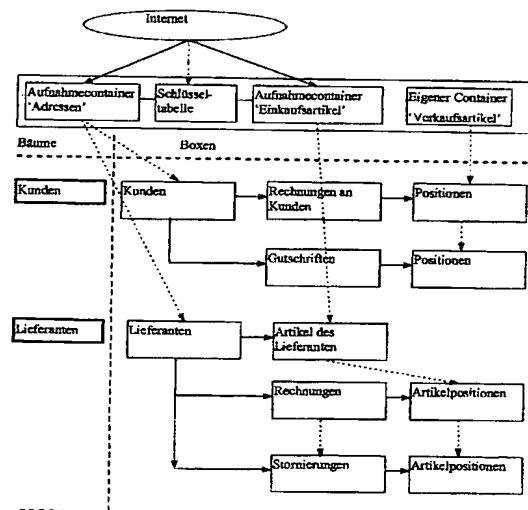 Internet
Aufnahmecontainer
'Adressen'
Schlüssel-
tabelle
Aufnahmecontainer
'Einkaufsartikel'
Eigener Container
'Verkaufsartikel'
Bäume
Boxen
Kunden
Kunden
Rechnungen an
Kunden
Positionen
Gutschriften
Positionen
Lieferanten
Lieferanten
Artikel des
Lieferanten
Rechnungen
Artikelpositionen
Stornierungen
Artikelpositionen